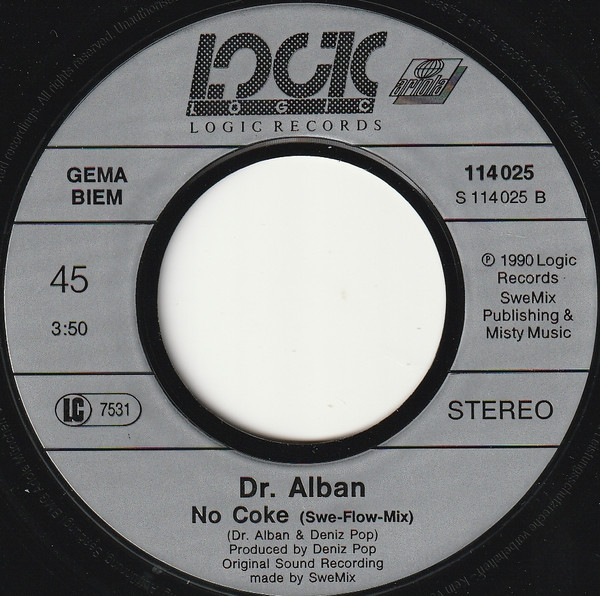 LOGIC
LOGIC
LOGIC RECORDS
ariola
GEMA
BIEM
114 025
S 114 025 B
45
3:50
℗ 1990 Logic
Records
SweMix
Publishing &
Misty Music
LC 7531
STEREO
Dr. Alban
No Coke (Swe-Flow-Mix)
(Dr. Alban & Deniz Pop)
Produced by Deniz Pop
Original Sound Recording
made by SweMix